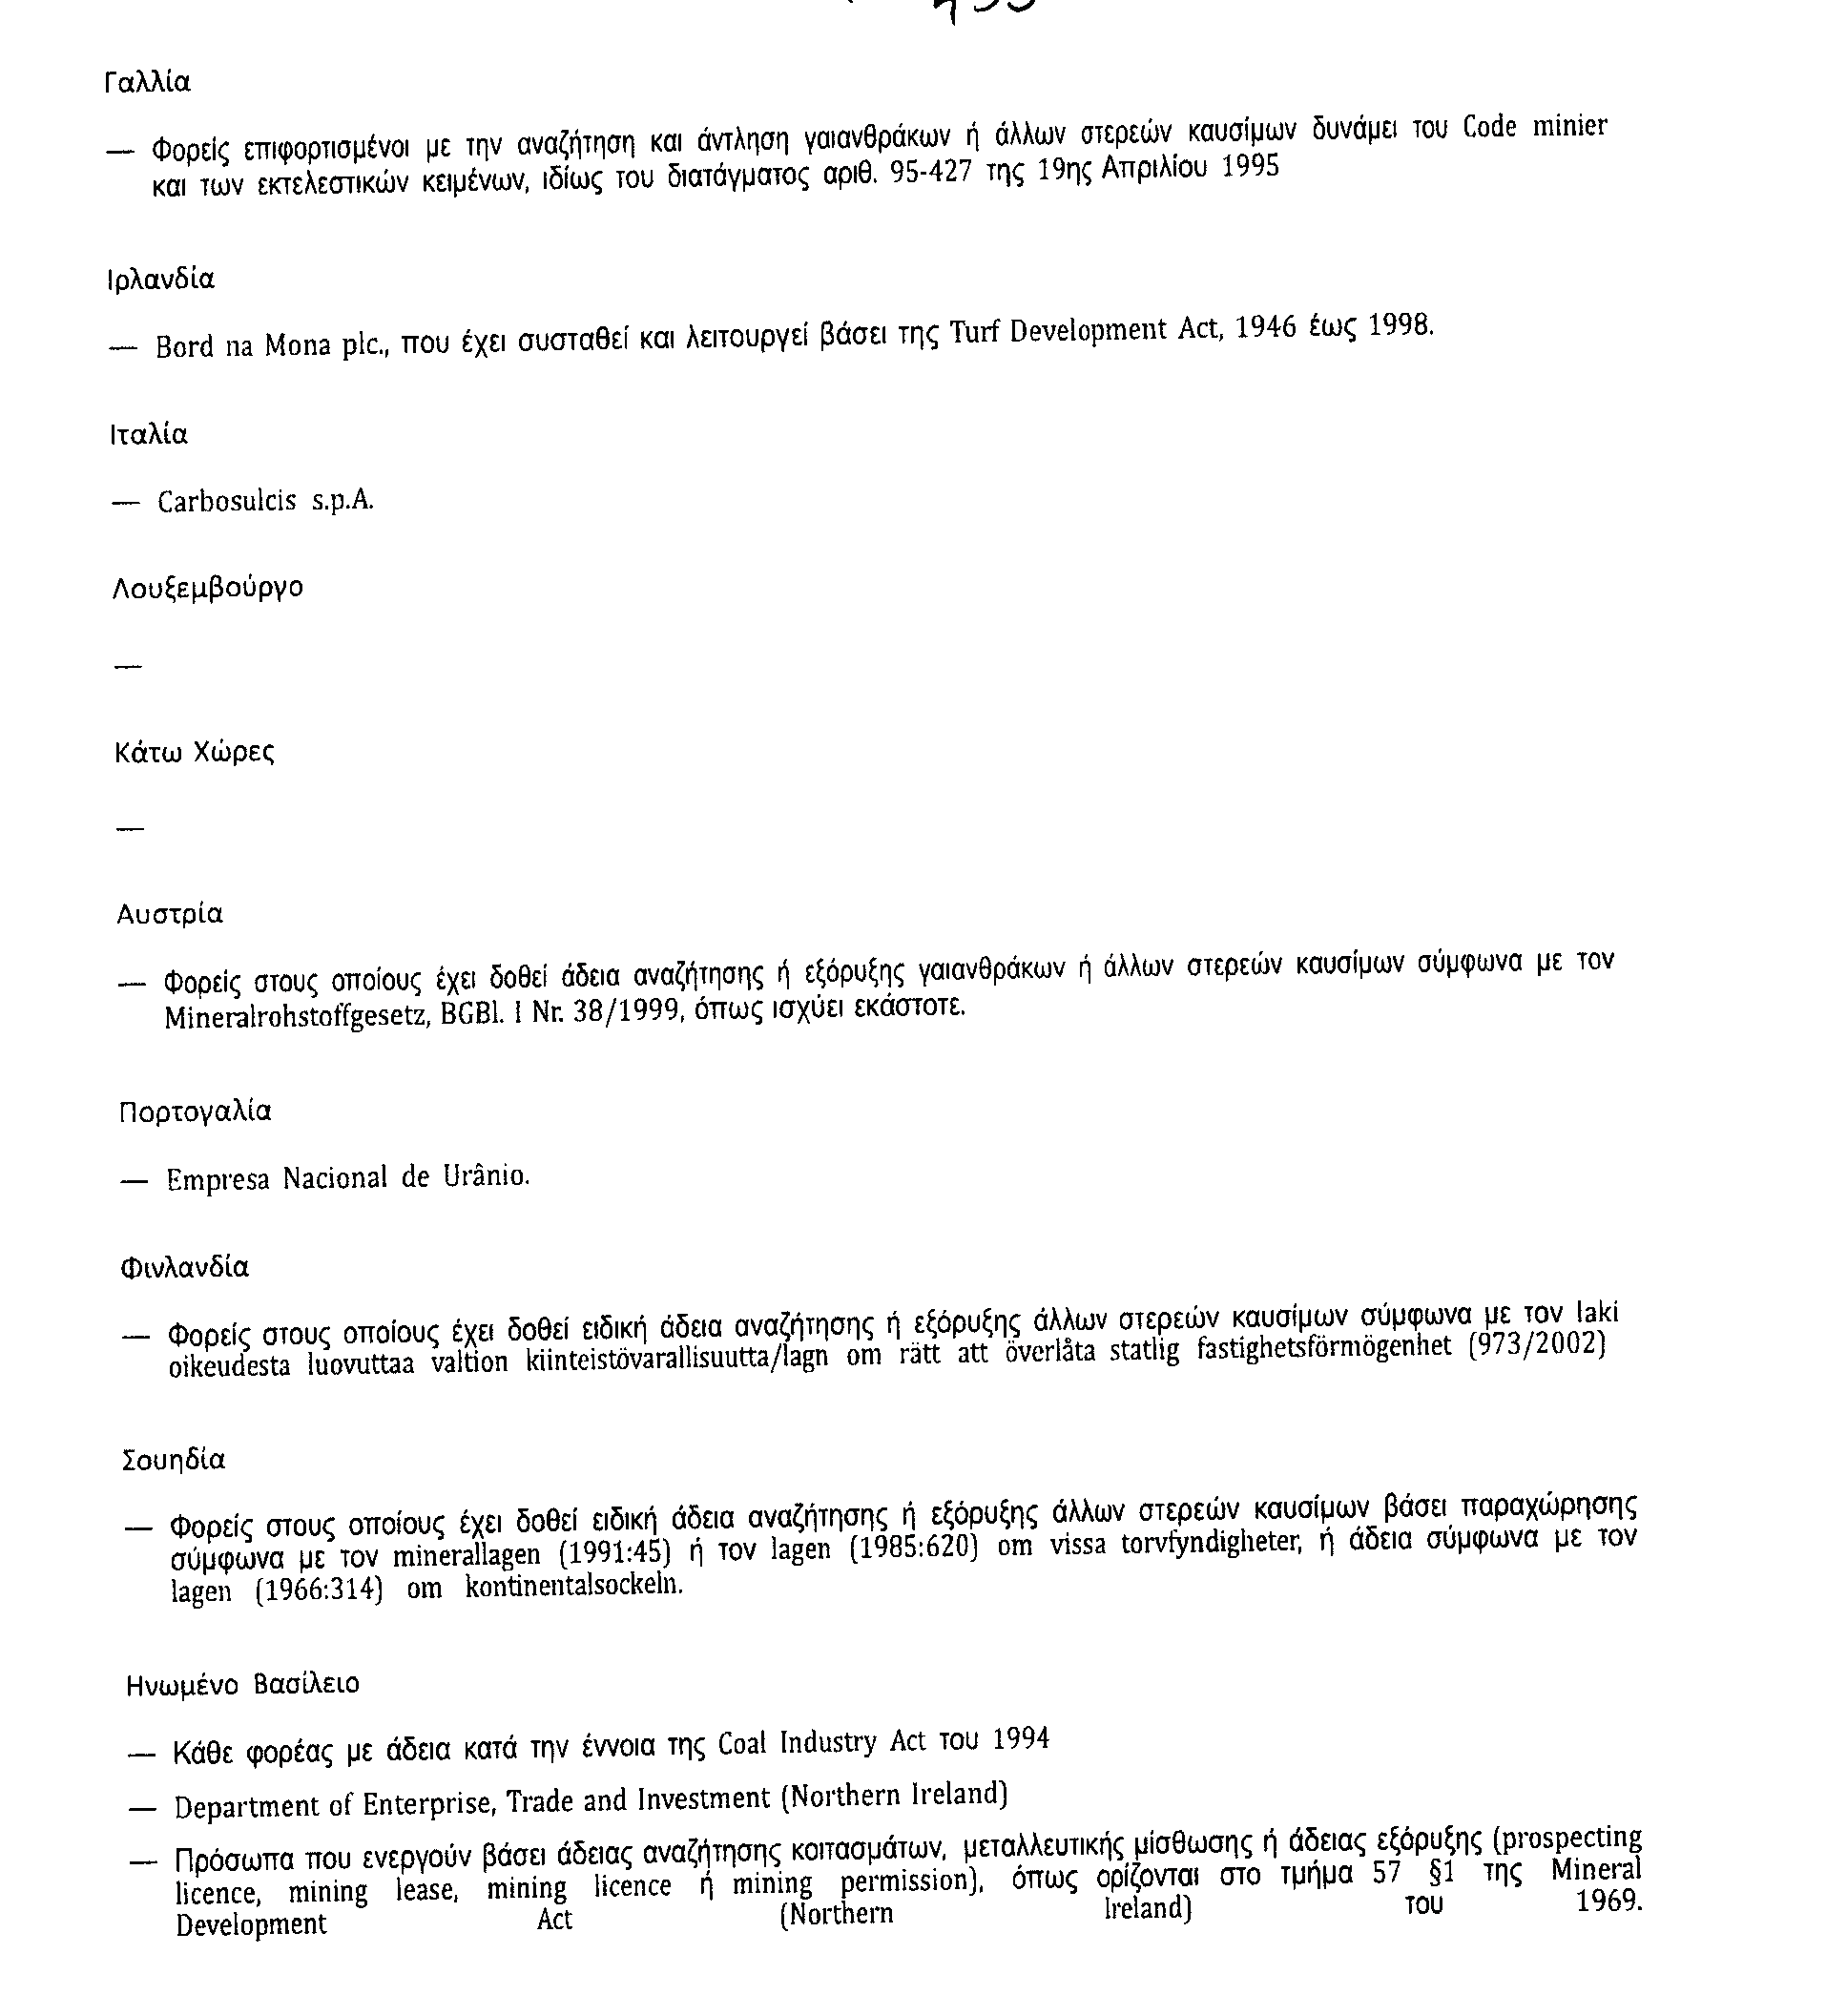 Γαλλία
— Φορείς επιφορτισμένοι με την αναζήτηση και άντληση γαιανθράκων ή άλλων στερεών καυσίμων δυνάμει του Code minier
και των εκτελεστικών κειμένων, ιδίως του διατάγματος αριθ. 95-427 της 19ης Απριλίου 1995
Ιρλανδία
— Bord na Mona plc., που έχει συσταθεί και λειτουργεί βάσει της Turf Development Act, 1946 έως 1998.
Ιταλία
— Carbosulcis s.p.A.
Λουξεμβούργο
—
Κάτω Χώρες
—
Αυστρία
— Φορείς στους οποίους έχει δοθεί άδεια αναζήτησης ή εξόρυξης γαιανθράκων ή άλλων στερεών καυσίμων σύμφωνα με τον
Mineralrohstoffgesetz, BGBl. I Nr. 38/1999, όπως ισχύει εκάστοτε.
Πορτογαλία
— Empresa Nacional de Urânio.
Φινλανδία
— Φορείς στους οποίους έχει δοθεί ειδική άδεια αναζήτησης ή εξόρυξης άλλων στερεών καυσίμων σύμφωνα με τον laki
oikeudesta luovuttaa valtion kiinteistövarallisuutta/lagn om rätt att överlåta statlig fastighetsförmögenhet (973/2002)
Σουηδία
— Φορείς στους οποίους έχει δοθεί ειδική άδεια αναζήτησης ή εξόρυξης άλλων στερεών καυσίμων βάσει παραχώρησης
σύμφωνα με τον minerallagen (1991:45) ή τον lagen (1985:620) om vissa torvfyndigheter, ή άδεια σύμφωνα με τον
lagen (1966:314) om kontinentalsockeln.
Ηνωμένο Βασίλειο
— Κάθε φορέας με άδεια κατά την έννοια της Coal Industry Act του 1994
— Department of Enterprise, Trade and Investment (Northern Ireland)
— Πρόσωπα που ενεργούν βάσει άδειας αναζήτησης κοιτασμάτων, μεταλλευτικής μίσθωσης ή άδειας εξόρυξης (prospecting
licence, mining lease, mining licence ή mining permission), όπως ορίζονται στο τμήμα 57 §1 της Mineral
Development Act (Northern Ireland) του 1969.